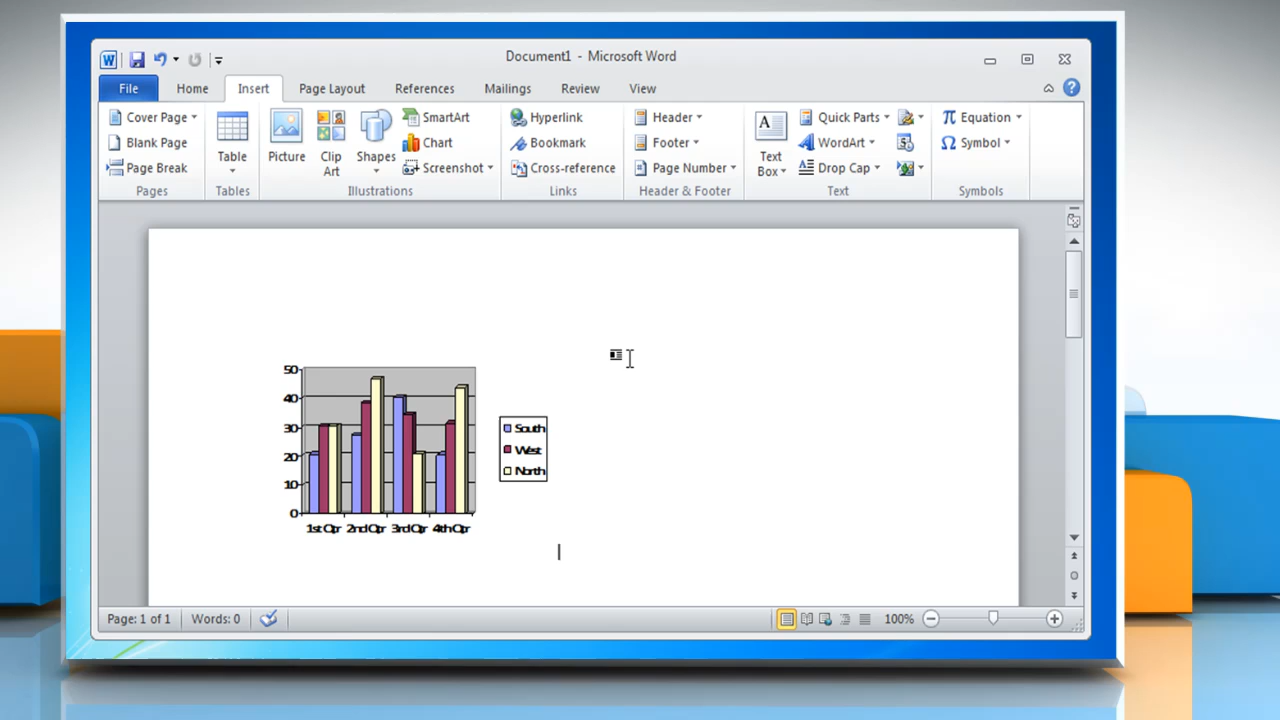 Document1 - Microsoft Word
File Home Insert Page Layout References Mailings Review View
Cover Page
Blank Page
Page Break
Pages
Table
Tables
Picture
Clip
Art
Shapes
SmartArt
Chart
Screenshot
Illustrations
Hyperlink
Bookmark
Cross-reference
Links
Header
Footer
Page Number
Header & Footer
A
Text
Box
Quick Parts
WordArt
Drop Cap
Text
π Equation
Ω Symbol
Symbols
50
40
30
20
10
0
1st Qtr 2nd Qtr 3rd Qtr 4th Qtr
South
West
North
Page: 1 of 1 Words: 0 100%